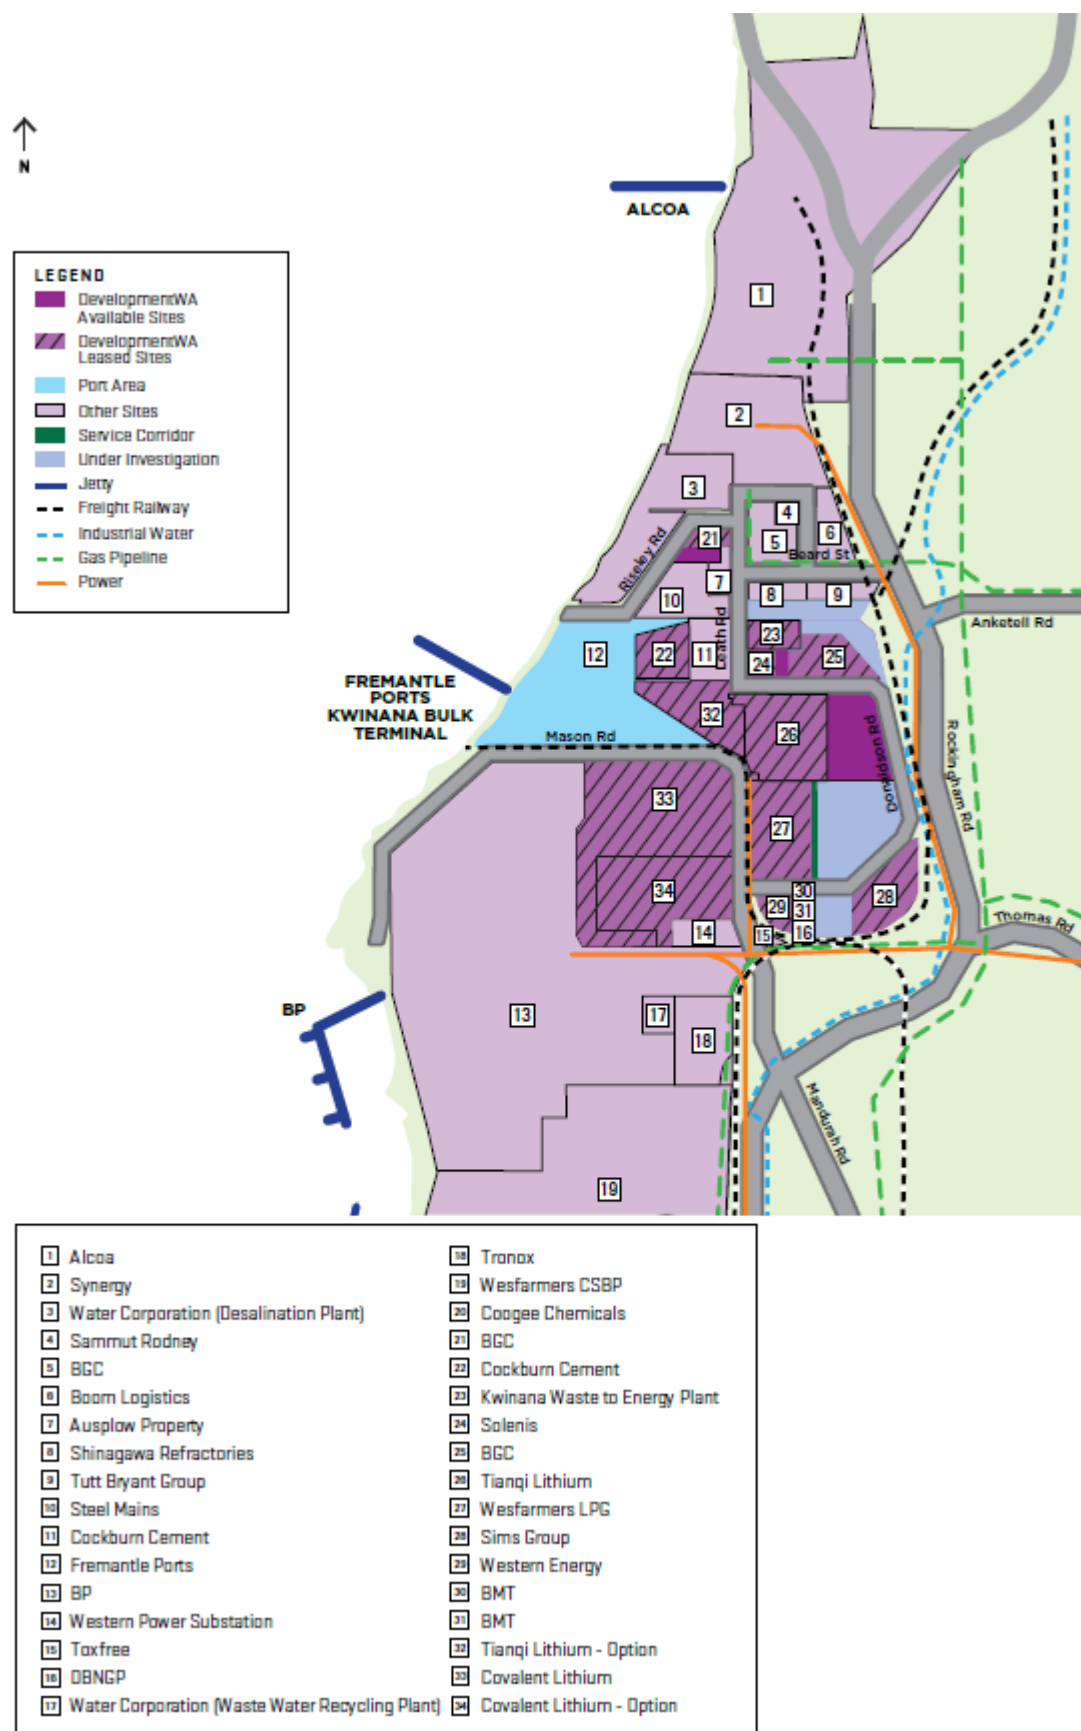 N
ALCOA
LEGEND
DevelopmentWA
Available Sites
DevelopmentWA
Leased Sites
Port Area
Other Sites
Service Corridor
Under Investigation
Jetty
Freight Railway
Industrial Water
Gas Pipeline
Power
1
2
3
4
5
6
21
Beard St
Riseley Rd
7
8
9
10
Leath Rd
Anketell Rd
12
22
11
23
24
25
FREMANTLE
PORTS
KWINANA BULK
TERMINAL
32
26
Mason Rd
Donaldson Rd
Rockingham Rd
33
27
34
30
29
31
28
14
15
16
Thomas Rd
BP
13
17
18
Mandurah Rd
19
1 Alcoa
2 Synergy
3 Water Corporation (Desalination Plant)
4 Sammut Rodney
5 BGC
6 Boom Logistics
7 Ausplow Property
8 Shinagawa Refractories
9 Tutt Bryant Group
10 Steel Mains
11 Cockburn Cement
12 Fremantle Ports
13 BP
14 Western Power Substation
15 Toxfree
16 DBNGP
17 Water Corporation (Waste Water Recycling Plant)
18 Tronox
19 Wesfarmers CSBP
20 Coogee Chemicals
21 BGC
22 Cockburn Cement
23 Kwinana Waste to Energy Plant
24 Solenis
25 BGC
26 Tianqi Lithium
27 Wesfarmers LPG
28 Sims Group
29 Western Energy
30 BMT
31 BMT
32 Tianqi Lithium - Option
33 Covalent Lithium
34 Covalent Lithium - Option